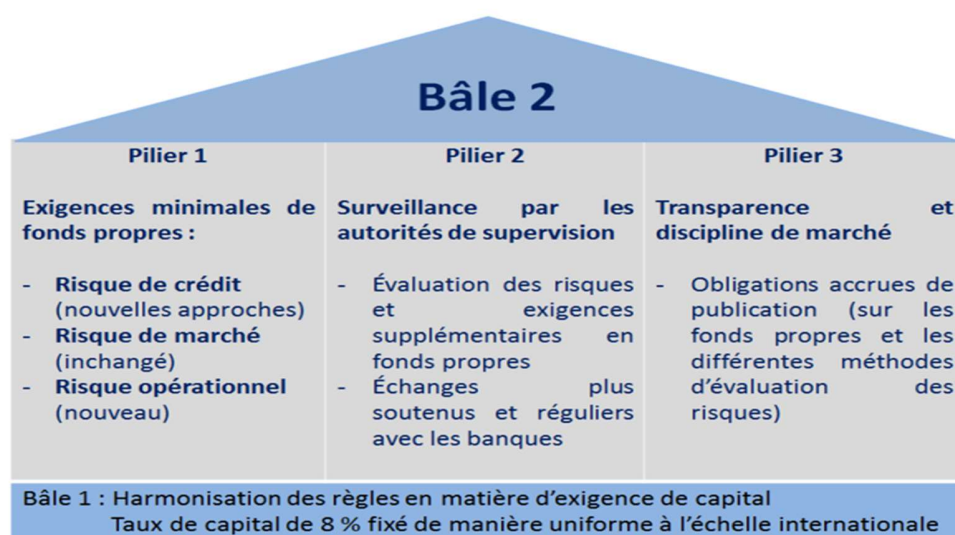 Bâle 2
Pilier 1
Exigences minimales de
fonds propres :
- Risque de crédit
(nouvelles approches)
- Risque de marché
(inchangé)
- Risque opérationnel
(nouveau)
Pilier 2
Surveillance par les
autorités de supervision
- Évaluation des risques
et exigences
supplémentaires en
fonds propres
- Échanges plus
soutenus et réguliers
avec les banques
Pilier 3
Transparence et
discipline de marché
- Obligations accrues de
publication (sur les
fonds propres et les
différentes méthodes
d’évaluation des
risques)
Bâle 1 : Harmonisation des règles en matière d’exigence de capital
Taux de capital de 8 % fixé de manière uniforme à l’échelle internationale